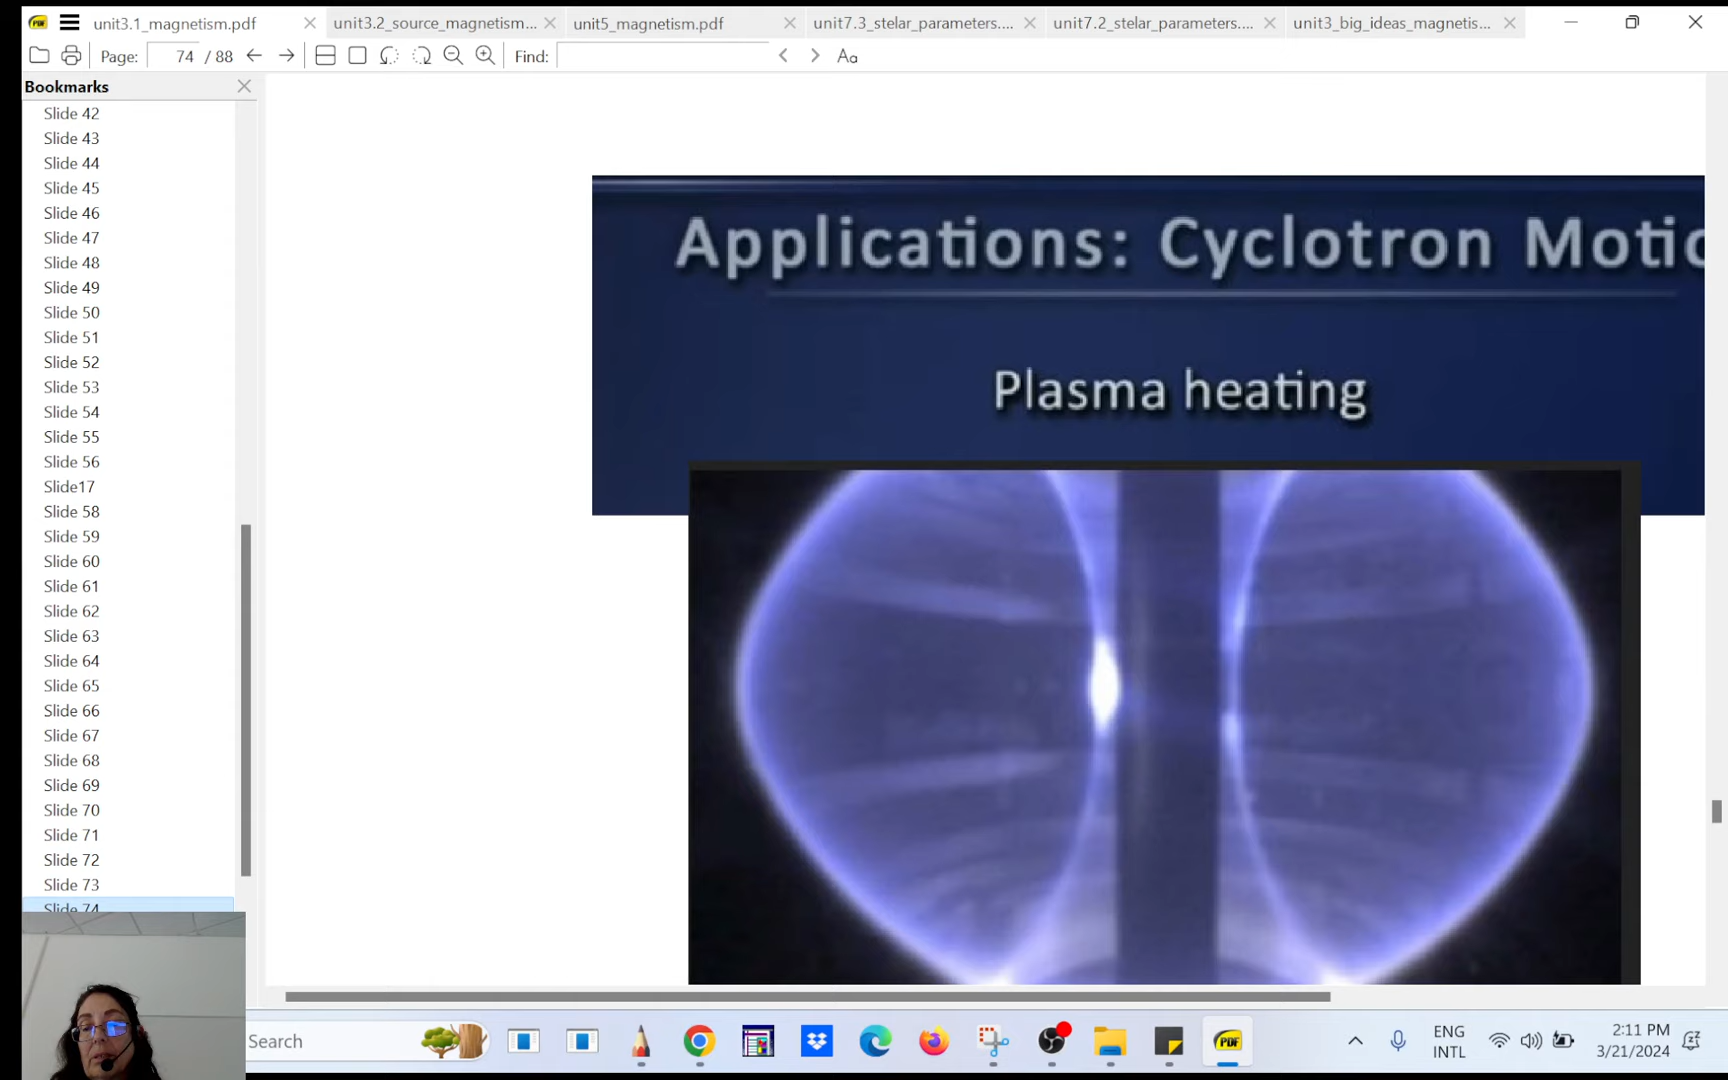 unit3.1_magnetism.pdf
unit3.2_source_magnetism...
unit5_magnetism.pdf
unit7.3_stelar_parameters....
unit7.2_stelar_parameters....
unit3_big_ideas_magnetis...
Page: 74 / 88
Find:
Aa
Bookmarks
Slide 42
Slide 43
Slide 44
Slide 45
Slide 46
Slide 47
Slide 48
Slide 49
Slide 50
Slide 51
Slide 52
Slide 53
Slide 54
Slide 55
Slide 56
Slide17
Slide 58
Slide 59
Slide 60
Slide 61
Slide 62
Slide 63
Slide 64
Slide 65
Slide 66
Slide 67
Slide 68
Slide 69
Slide 70
Slide 71
Slide 72
Slide 73
Slide 74
Applications: Cyclotron Motio
Plasma heating
Search
PDF
ENG
INTL
2:11 PM
3/21/2024